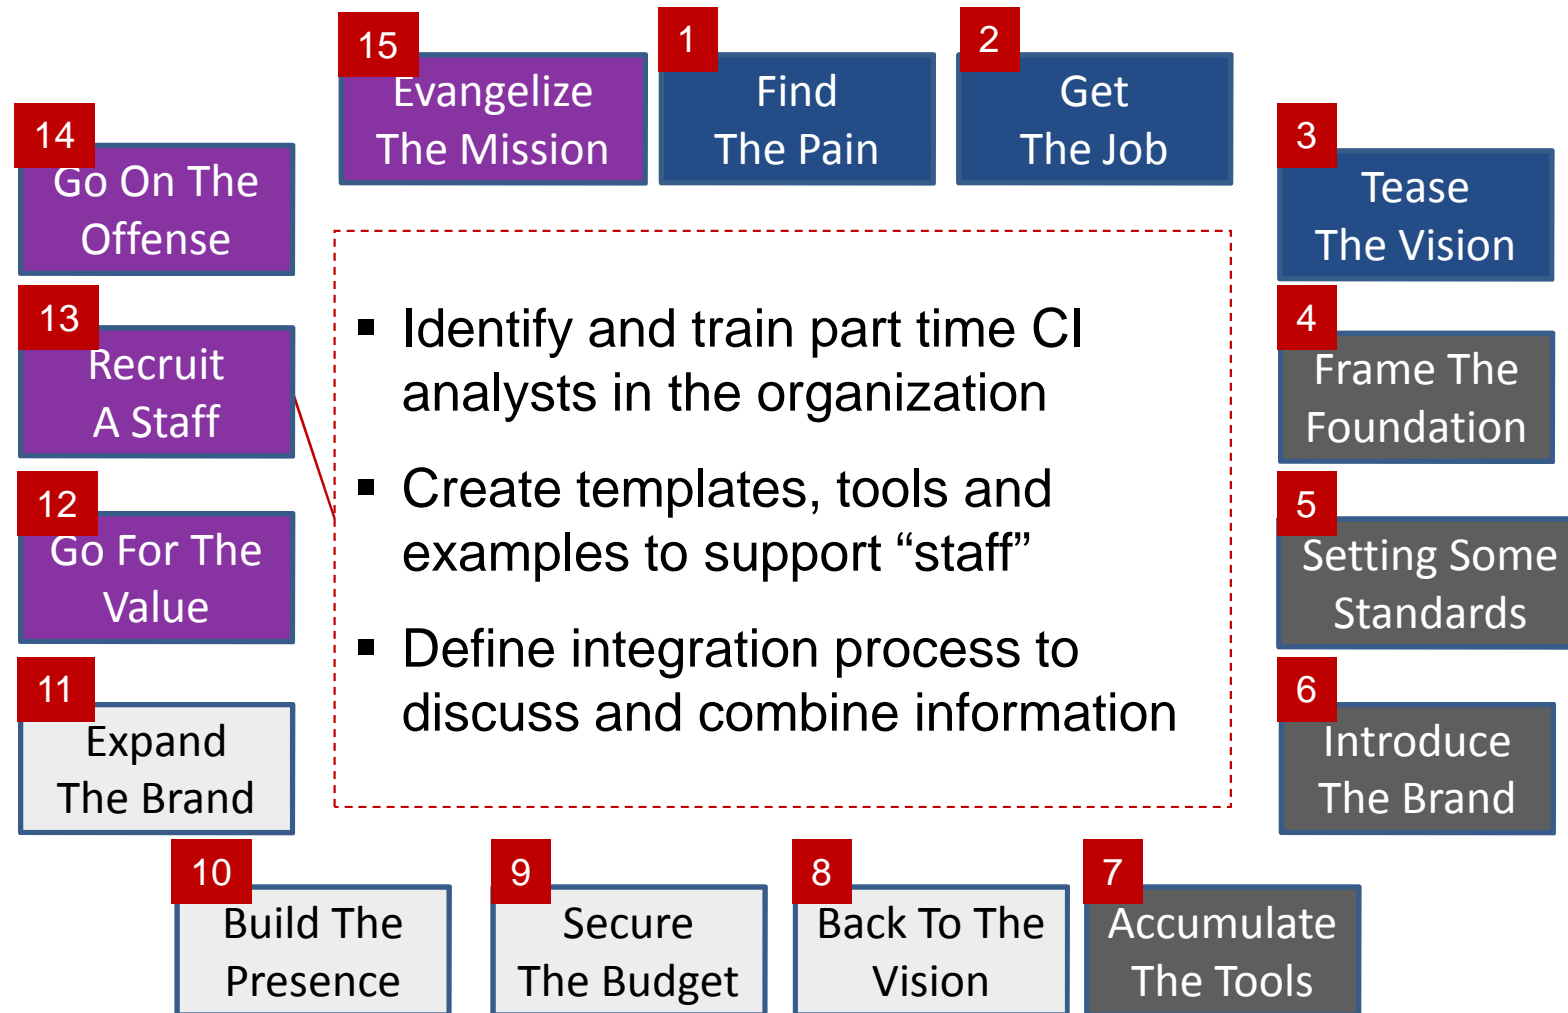 15
Evangelize
The Mission
1
Find
The Pain
2
Get
The Job
3
Tease
The Vision
4
Frame The
Foundation
5
Setting Some
Standards
6
Introduce
The Brand
7
Accumulate
The Tools
8
Back To The
Vision
9
Secure
The Budget
10
Build The
Presence
11
Expand
The Brand
12
Go For The
Value
13
Recruit
A Staff
14
Go On The
Offense
▪ Identify and train part time CI
analysts in the organization
▪ Create templates, tools and
examples to support “staff”
▪ Define integration process to
discuss and combine information